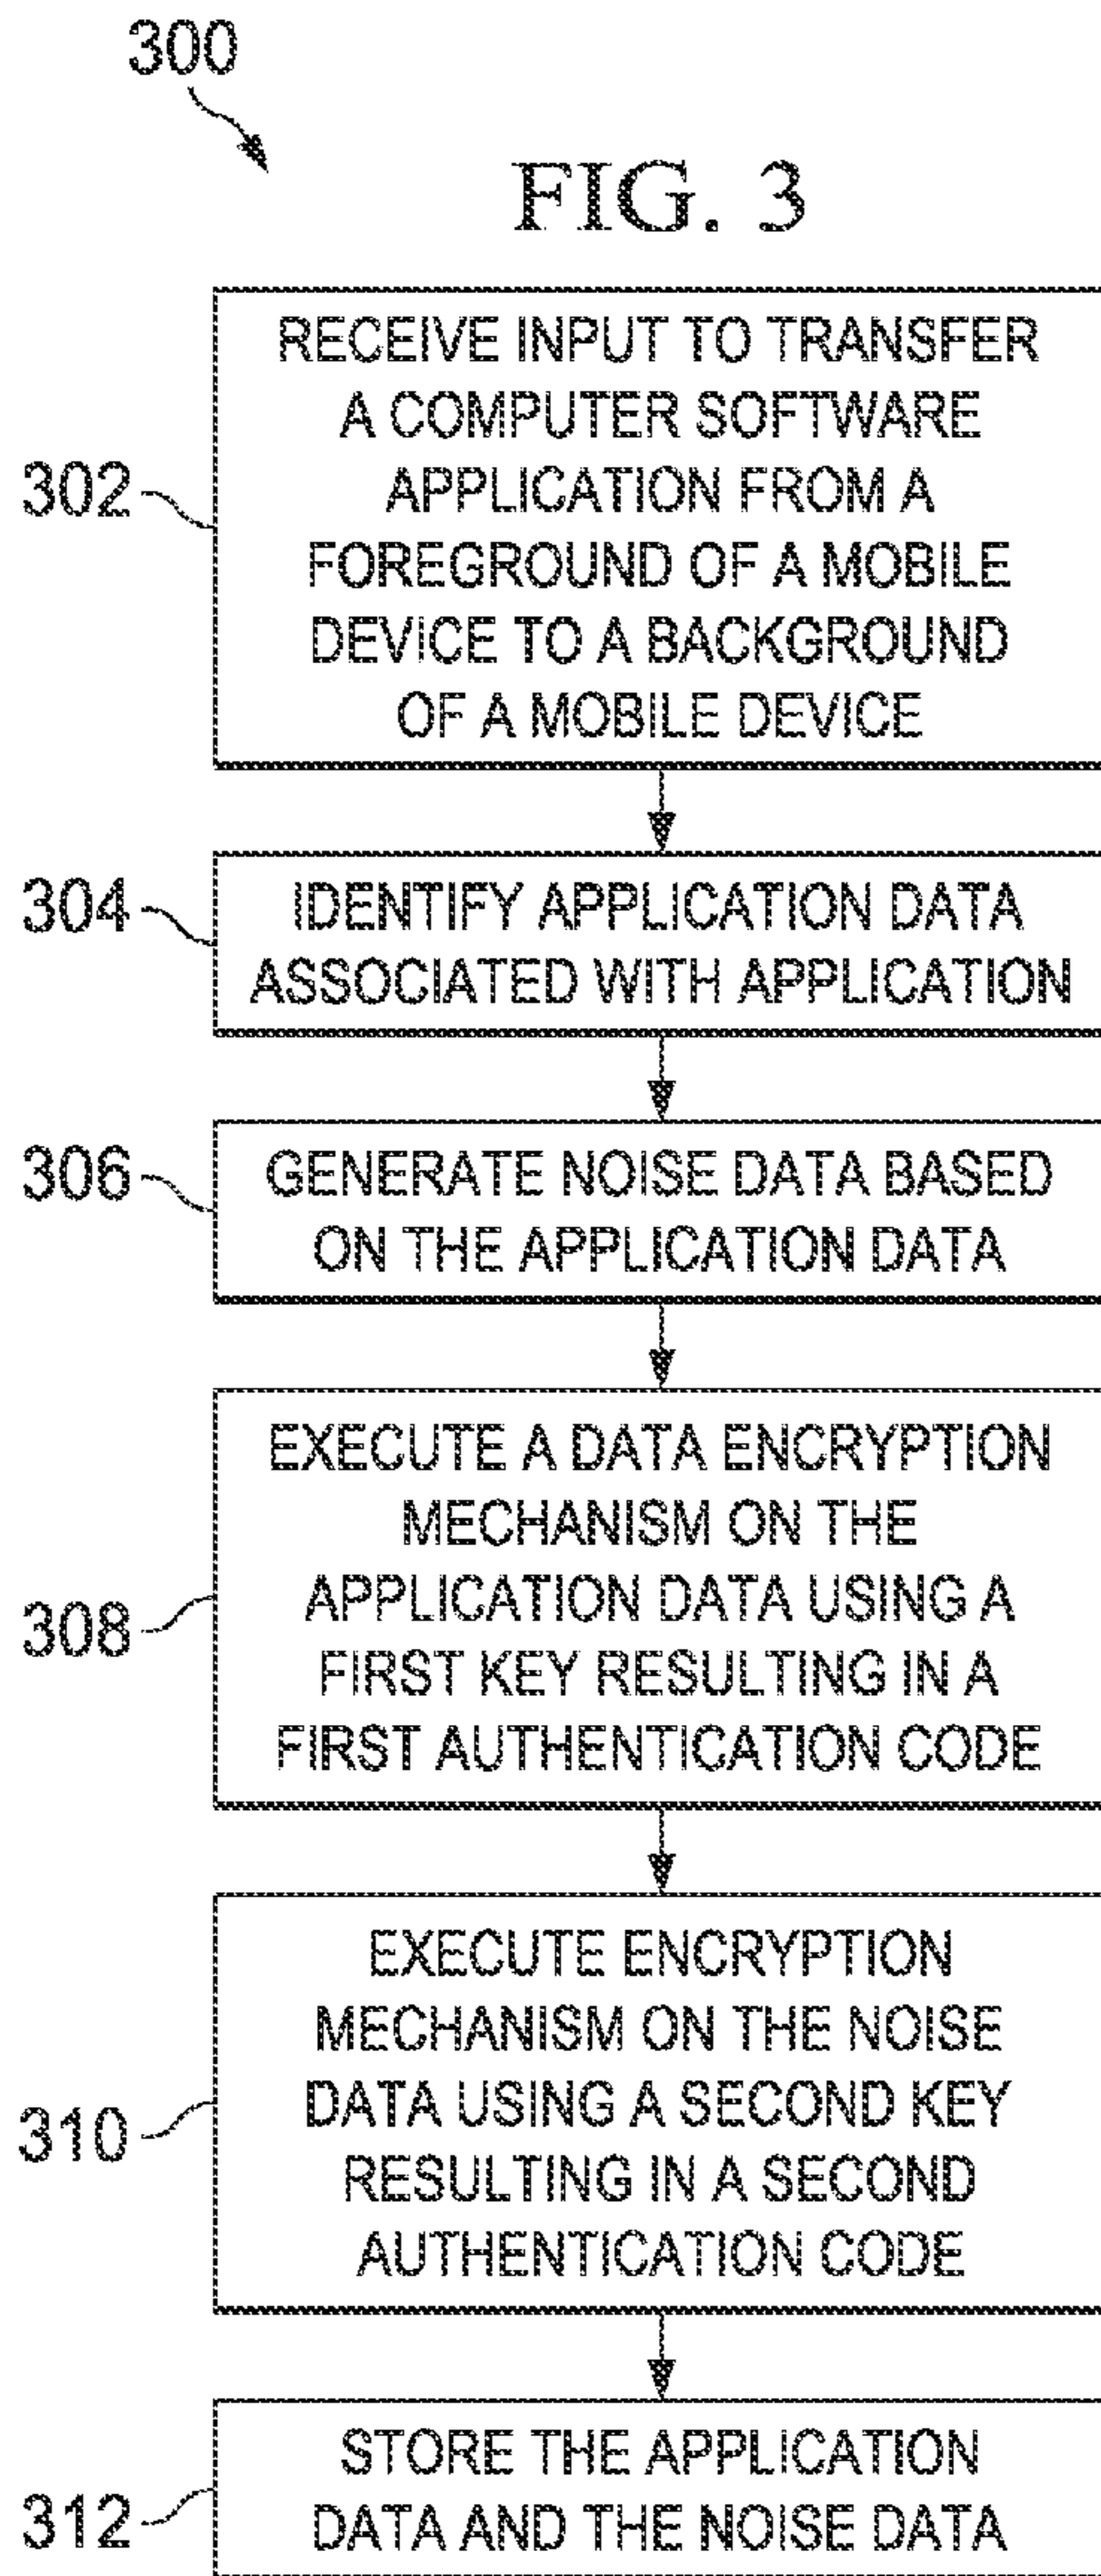 300
FIG. 3
302
RECEIVE INPUT TO TRANSFER
A COMPUTER SOFTWARE
APPLICATION FROM A
FOREGROUND OF A MOBILE
DEVICE TO A BACKGROUND
OF A MOBILE DEVICE
304
IDENTIFY APPLICATION DATA
ASSOCIATED WITH APPLICATION
306
GENERATE NOISE DATA BASED
ON THE APPLICATION DATA
308
EXECUTE A DATA ENCRYPTION
MECHANISM ON THE
APPLICATION DATA USING A
FIRST KEY RESULTING IN A
FIRST AUTHENTICATION CODE
310
EXECUTE ENCRYPTION
MECHANISM ON THE NOISE
DATA USING A SECOND KEY
RESULTING IN A SECOND
AUTHENTICATION CODE
312
STORE THE APPLICATION
DATA AND THE NOISE DATA